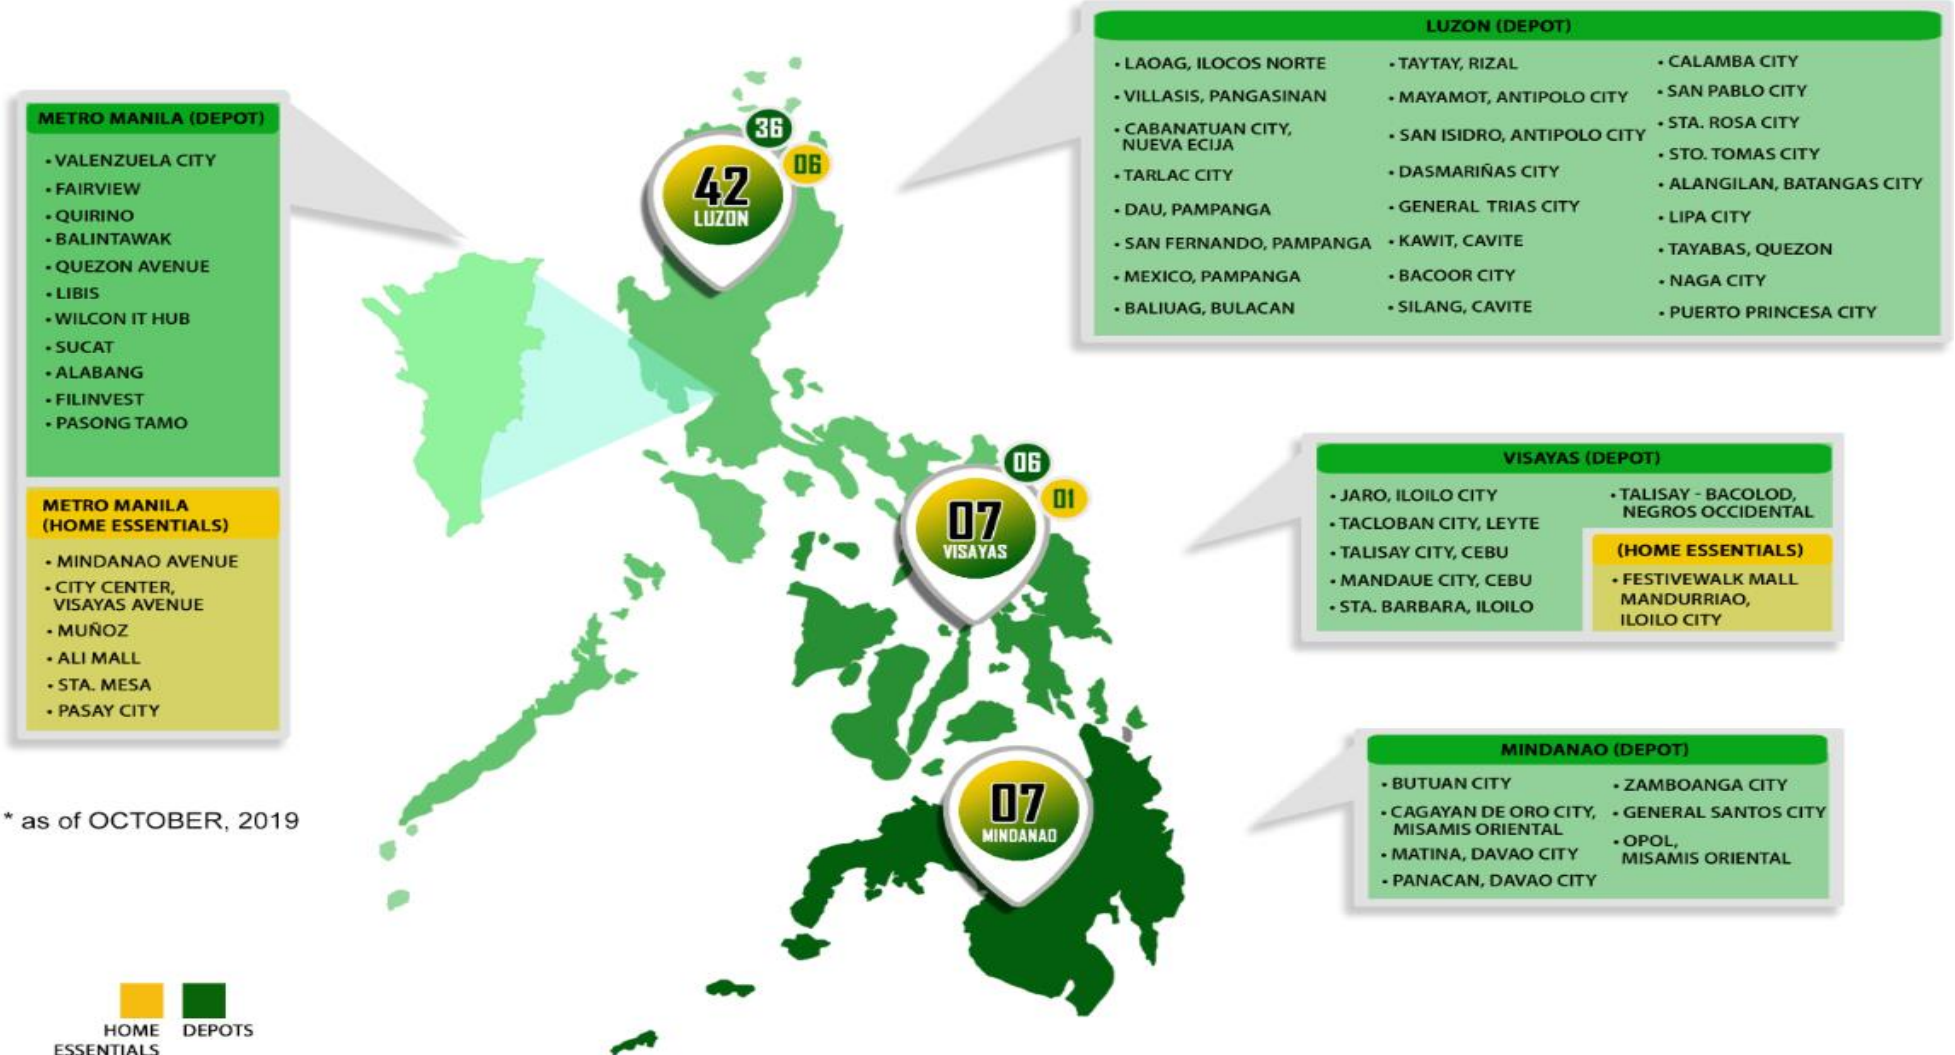 METRO MANILA (DEPOT)
• VALENZUELA CITY
• FAIRVIEW
• QUIRINO
• BALINTAWAK
• QUEZON AVENUE
• LIBIS
• WILCON IT HUB
• SUCAT
• ALABANG
• FILINVEST
• PASONG TAMO
METRO MANILA
(HOME ESSENTIALS)
• MINDANAO AVENUE
• CITY CENTER,
VISAYAS AVENUE
• MUÑOZ
• ALI MALL
• STA. MESA
• PASAY CITY
* as of OCTOBER, 2019
HOME
ESSENTIALS
DEPOTS
36
06
42
LUZON
06
01
07
VISAYAS
07
MINDANAO
LUZON (DEPOT)
• LAOAG, ILOCOS NORTE
• VILLASIS, PANGASINAN
• CABANATUAN CITY,
NUEVA ECIJA
• TARLAC CITY
• DAU, PAMPANGA
• SAN FERNANDO, PAMPANGA
• MEXICO, PAMPANGA
• BALIUAG, BULACAN
• TAYTAY, RIZAL
• MAYAMOT, ANTIPOLO CITY
• SAN ISIDRO, ANTIPOLO CITY
• DASMARIÑAS CITY
• GENERAL TRIAS CITY
• KAWIT, CAVITE
• BACOOR CITY
• SILANG, CAVITE
• CALAMBA CITY
• SAN PABLO CITY
• STA. ROSA CITY
• STO. TOMAS CITY
• ALANGILAN, BATANGAS CITY
• LIPA CITY
• TAYABAS, QUEZON
• NAGA CITY
• PUERTO PRINCESA CITY
VISAYAS (DEPOT)
• JARO, ILOILO CITY
• TACLOBAN CITY, LEYTE
• TALISAY CITY, CEBU
• MANDAUE CITY, CEBU
• STA. BARBARA, ILOILO
• TALISAY - BACOLOD,
NEGROS OCCIDENTAL
(HOME ESSENTIALS)
• FESTIVEWALK MALL
MANDURRIAO,
ILOILO CITY
MINDANAO (DEPOT)
• BUTUAN CITY
• CAGAYAN DE ORO CITY,
MISAMIS ORIENTAL
• MATINA, DAVAO CITY
• PANACAN, DAVAO CITY
• ZAMBOANGA CITY
• GENERAL SANTOS CITY
• OPOL,
MISAMIS ORIENTAL